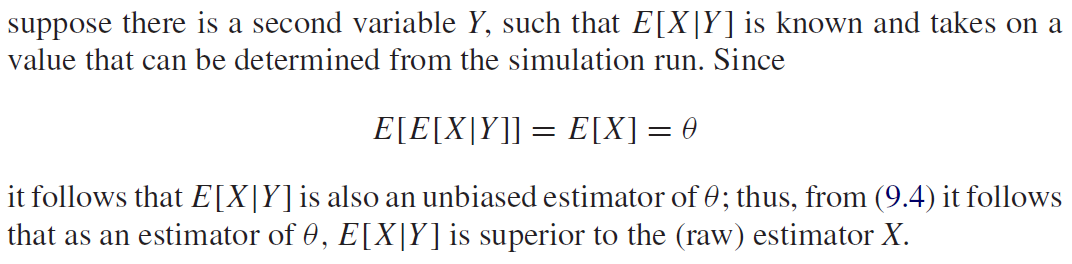 suppose there is a second variable Y, such that E[X|Y] is known and takes on a
value that can be determined from the simulation run. Since
E[E[X|Y]] = E[X] = θ
it follows that E[X|Y] is also an unbiased estimator of θ; thus, from (9.4) it follows
that as an estimator of θ, E[X|Y] is superior to the (raw) estimator X.